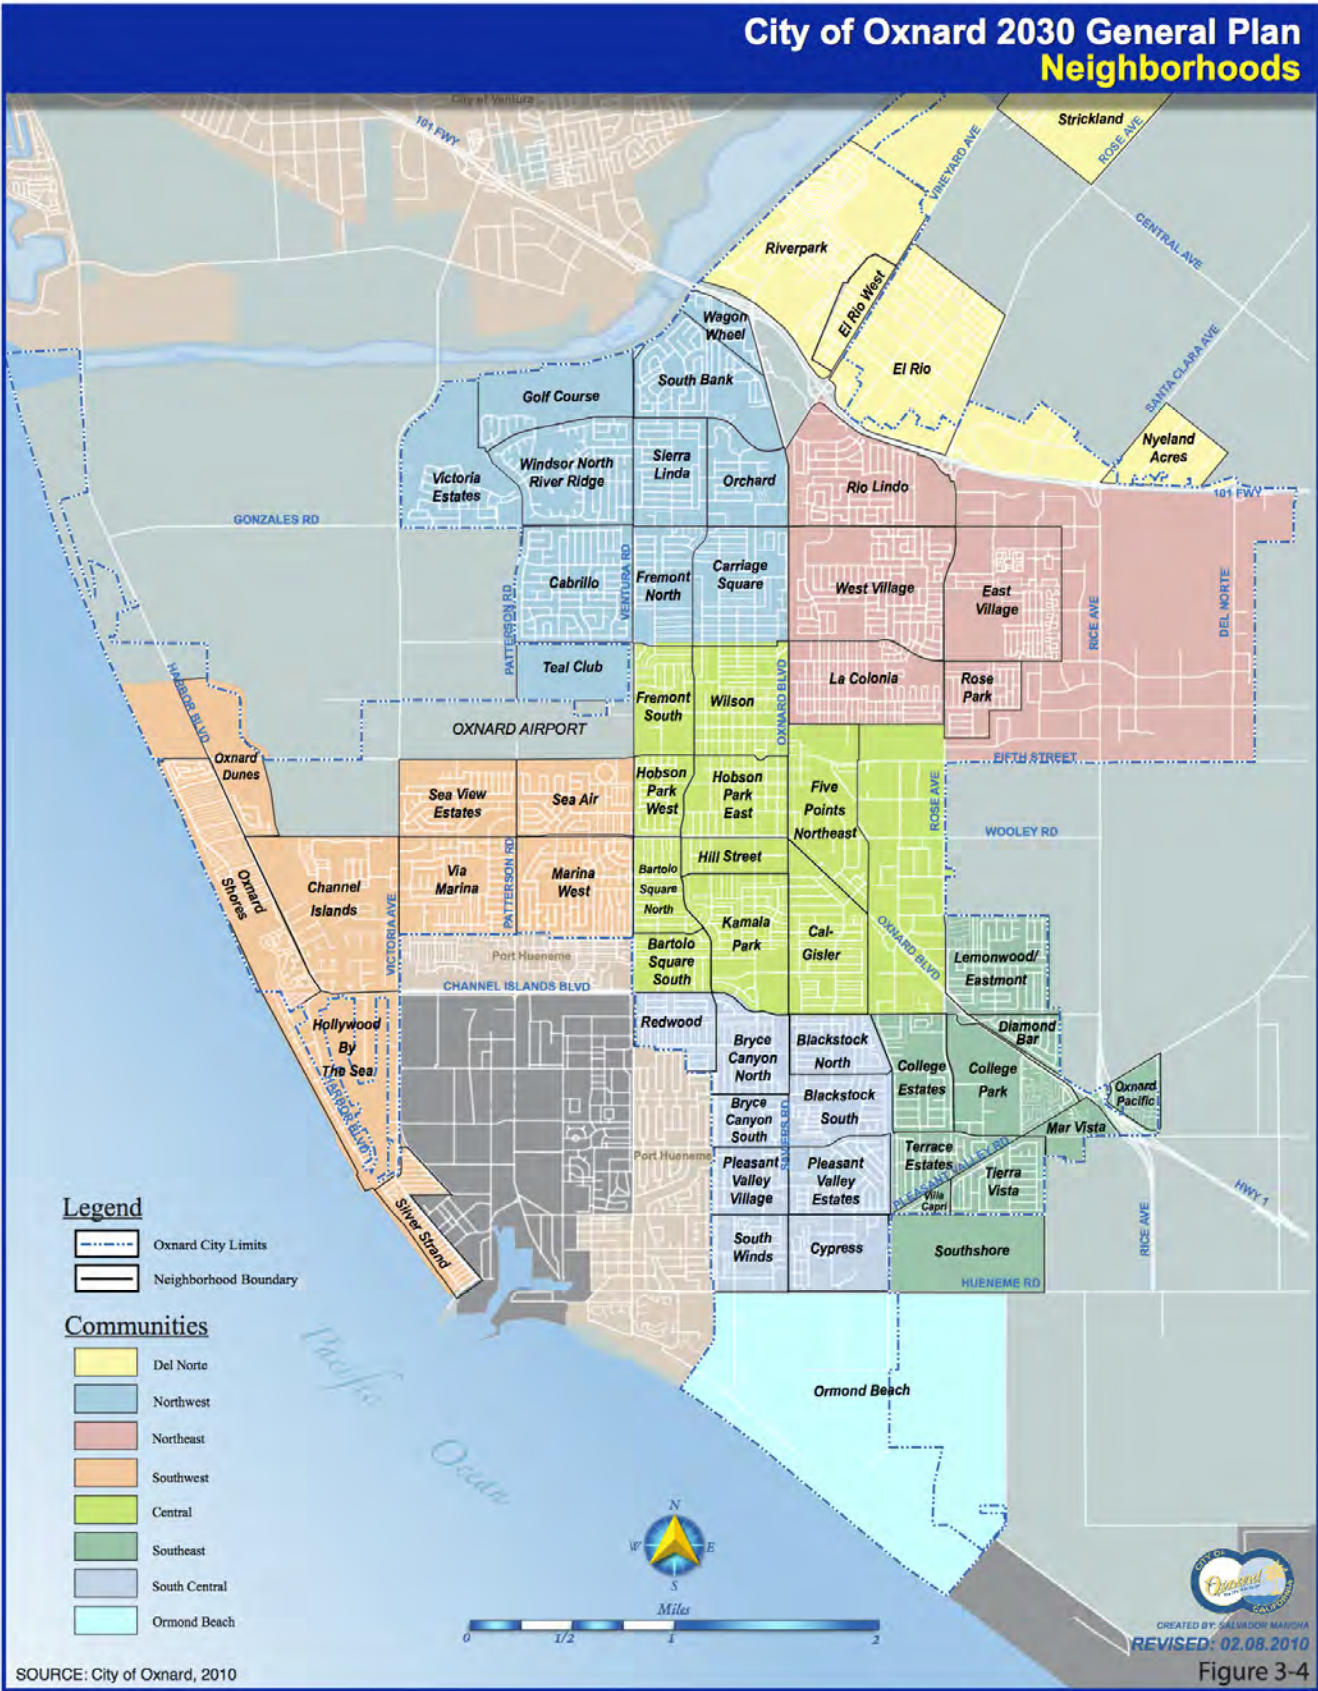 City of Oxnard 2030 General Plan
Neighborhoods
City of Ventura
101 FWY
Strickland
ROSE AVE
VINEYARD AVE
CENTRAL AVE
Riverpark
El Rio West
SANTA CLARA AVE
Wagon
Wheel
El Rio
South Bank
Golf Course
Nyeland
Acres
Victoria
Estates
Windsor North
River Ridge
Sierra
Linda
Orchard
Rio Lindo
101 FWY
GONZALES RD
Cabrillo
VENTURA RD
Fremont
North
Carriage
Square
West Village
East
Village
RICE AVE
DEL NORTE
PATTERSON RD
Teal Club
HARBOR BLVD
Fremont
South
Wilson
OXNARD BLVD
La Colonia
Rose
Park
OXNARD AIRPORT
FIFTH STREET
Oxnard
Dunes
Sea View
Estates
Sea Air
Hobson
Park
West
Hobson
Park
East
Five
Points
Northeast
ROSE AVE
WOOLEY RD
Oxnard
Shores
Channel
Islands
VICTORIA AVE
Via
Marina
PATTERSON RD
Marina
West
Bartolo
Square
North
Hill Street
Kamala
Park
Cal-
Gisler
OXNARD BLVD
Bartolo
Square
South
Lemonwood/
Eastmont
Port Hueneme
CHANNEL ISLANDS BLVD
Hollywood
By
The Sea
HARBOR BLVD
Redwood
Bryce
Canyon
North
Blackstock
North
College
Estates
College
Park
Diamond
Bar
Oxnard
Pacific
Bryce
Canyon
South
SAVIERS RD
Blackstock
South
Mar Vista
Port Hueneme
Pleasant
Valley
Village
Pleasant
Valley
Estates
Terrace
Estates
PLEASANT VALLEY RD
Tierra
Vista
Villa
Capri
HWY 1
RICE AVE
Silver Strand
South
Winds
Cypress
Southshore
HUENEME RD
Ormond Beach
Legend
Oxnard City Limits
Neighborhood Boundary
Communities
Del Norte
Northwest
Northeast
Southwest
Central
Southeast
South Central
Ormond Beach
Pacific
Ocean
N
W
E
S
Miles
0
1/2
1
2
CITY OF
Oxnard
CALIFORNIA
CREATED BY: SALVADOR MANCHA
REVISED: 02.08.2010
SOURCE: City of Oxnard, 2010
Figure 3-4